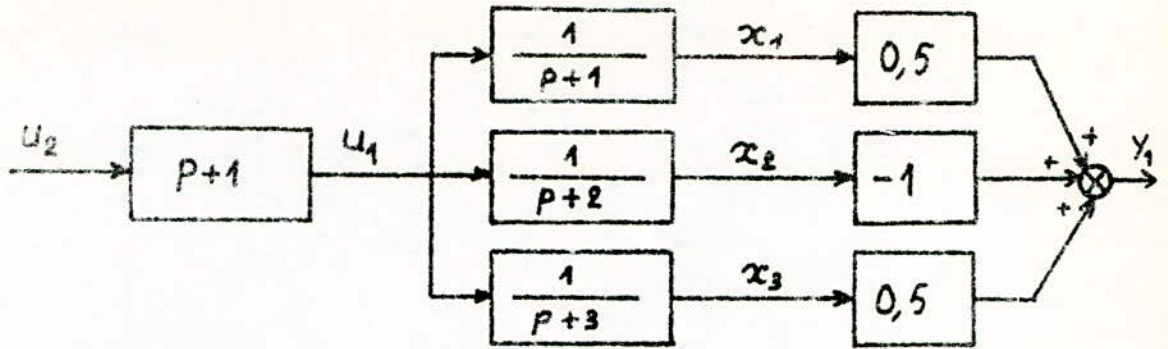 1/(p+1)
x₁
0,5
u₂
p+1
u₁
1/(p+2)
x₂
-1
+
+
+
y₁
1/(p+3)
x₃
0,5